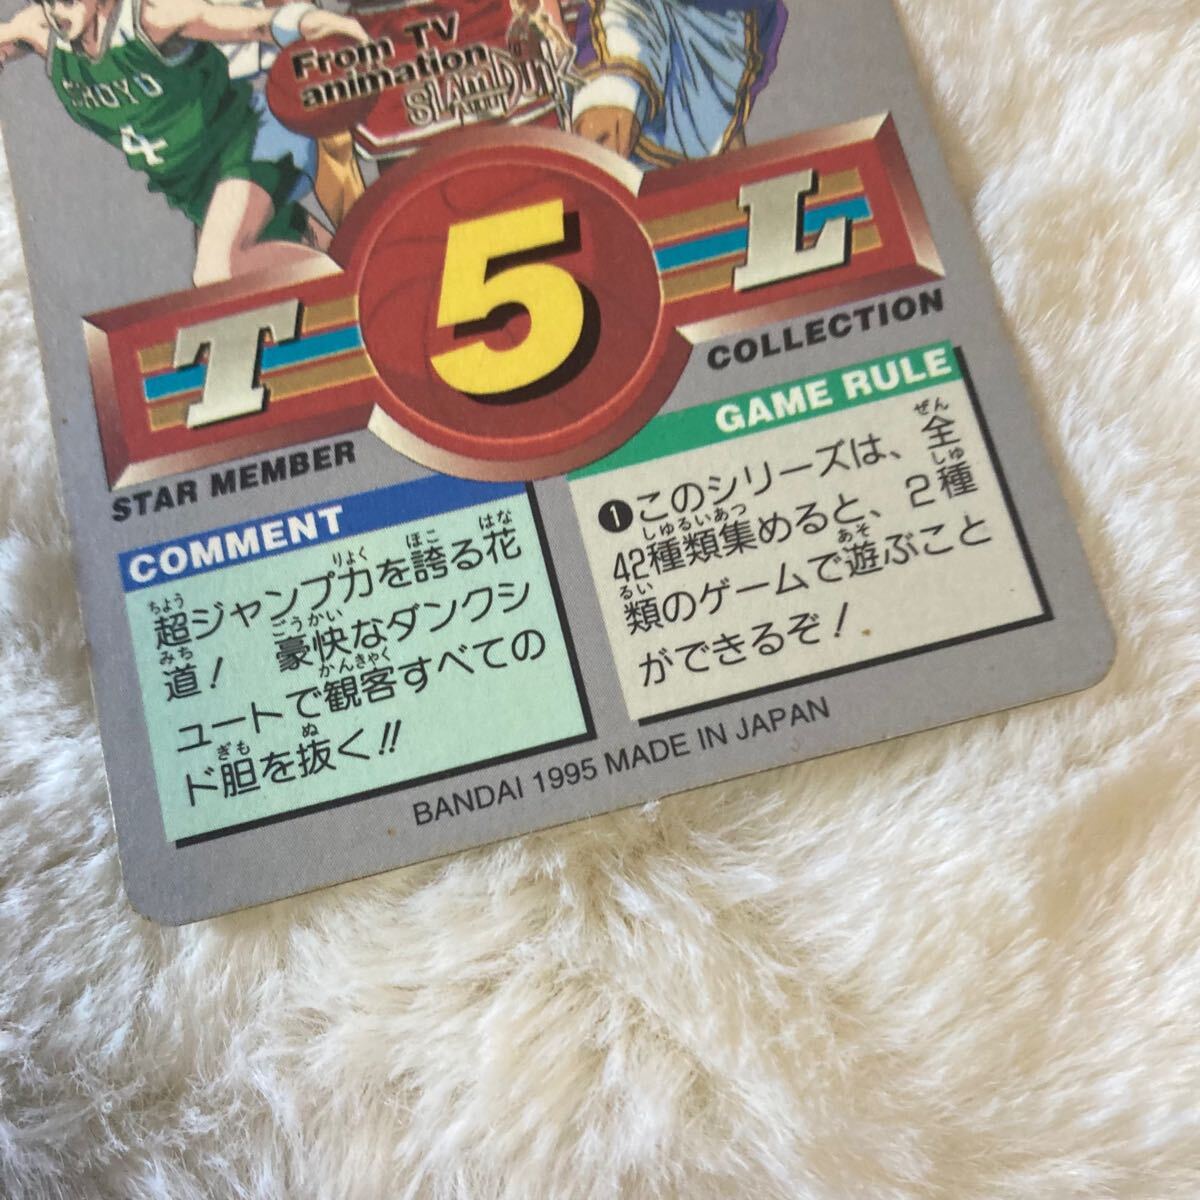 From TV
animation
SLAM DUNK
SHOYO
4
T 5 L
STAR MEMBER
COLLECTION
COMMENT
超ジャンプ力を誇る花
道! 豪快なダンクシ
ュートで観客すべての
ド胆を抜く!!
GAME RULE
❶このシリーズは、全
42種類集めると、2種
類のゲームで遊ぶこと
ができるぞ!
BANDAI 1995 MADE IN JAPAN